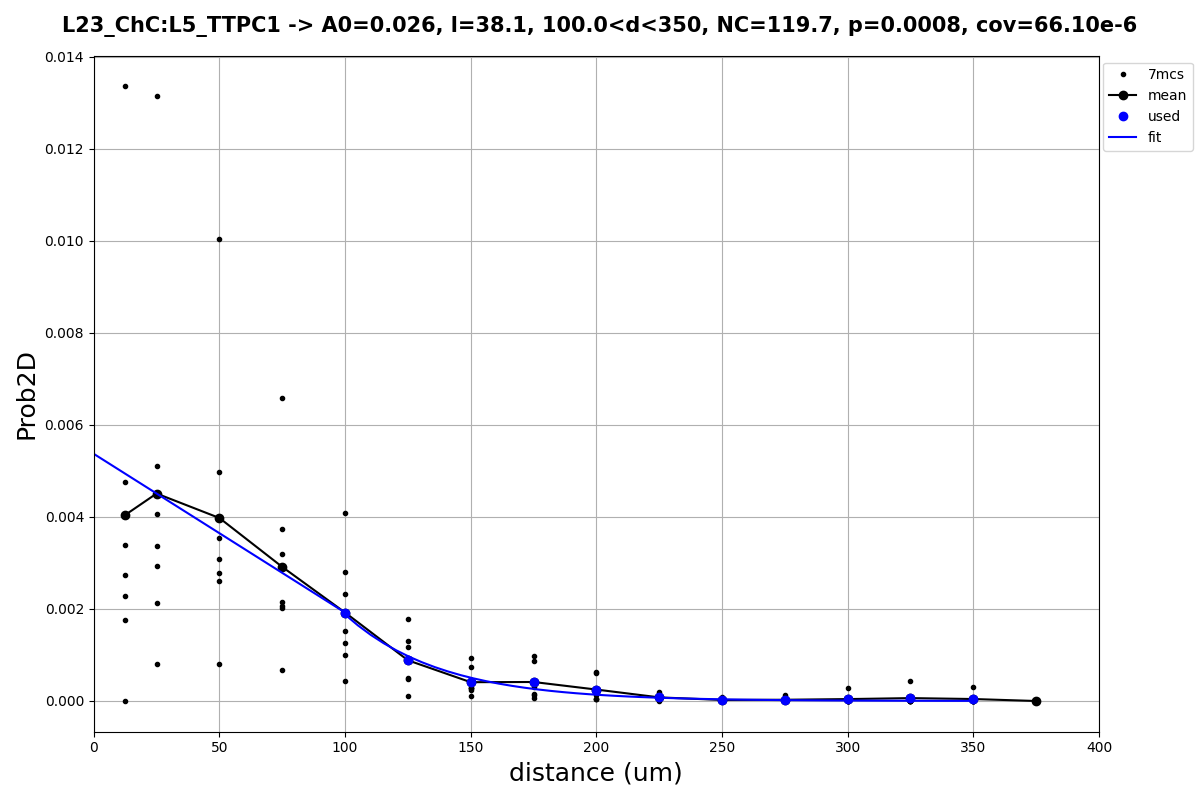 L23_ChC:L5_TTPC1 -> A0=0.026, l=38.1, 100.0<d<350, NC=119.7, p=0.0008, cov=66.10e-6
0.014
0.012
0.010
0.008
0.006
0.004
0.002
0.000
Prob2D
7mcs
mean
used
fit
0 50 100 150 200 250 300 350 400
distance (um)